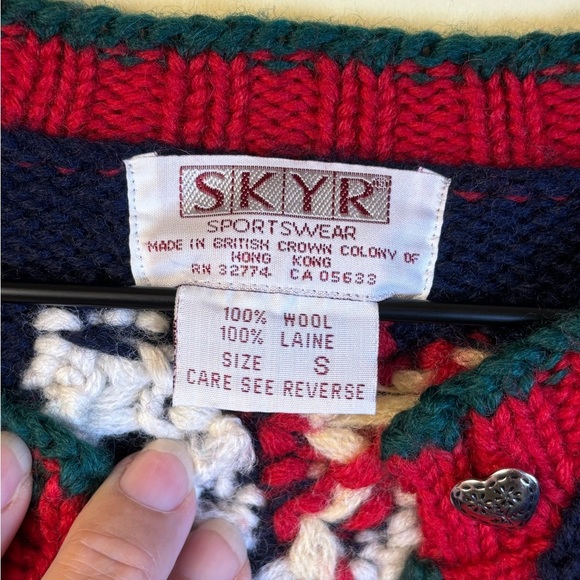 SKYR
SPORTSWEAR
MADE IN BRITISH CROWN COLONY OF
HONG KONG
RN 32774 CA 05633
100% WOOL
100% LAINE
SIZE S
CARE SEE REVERSE